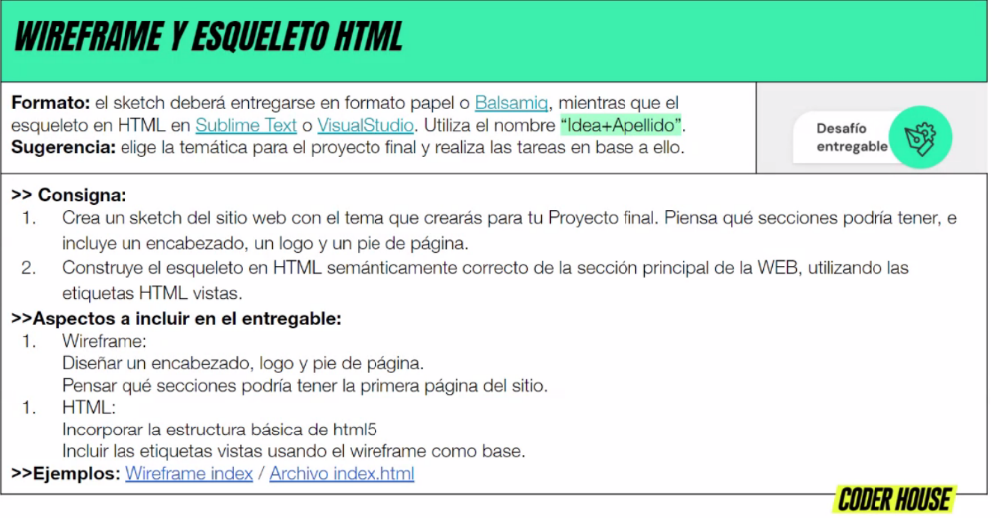 WIREFRAME Y ESQUELETO HTML
Formato: el sketch deberá entregarse en formato papel o Balsamiq, mientras que el
esqueleto en HTML en Sublime Text o VisualStudio. Utiliza el nombre “Idea+Apellido”.
Sugerencia: elige la temática para el proyecto final y realiza las tareas en base a ello.
Desafío
entregable
>> Consigna:
1. Crea un sketch del sitio web con el tema que crearás para tu Proyecto final. Piensa qué secciones podría tener, e
incluye un encabezado, un logo y un pie de página.
2. Construye el esqueleto en HTML semánticamente correcto de la sección principal de la WEB, utilizando las
etiquetas HTML vistas.
>>Aspectos a incluir en el entregable:
1. Wireframe:
Diseñar un encabezado, logo y pie de página.
Pensar qué secciones podría tener la primera página del sitio.
1. HTML:
Incorporar la estructura básica de html5
Incluir las etiquetas vistas usando el wireframe como base.
>>Ejemplos: Wireframe index / Archivo index.html
CODER HOUSE